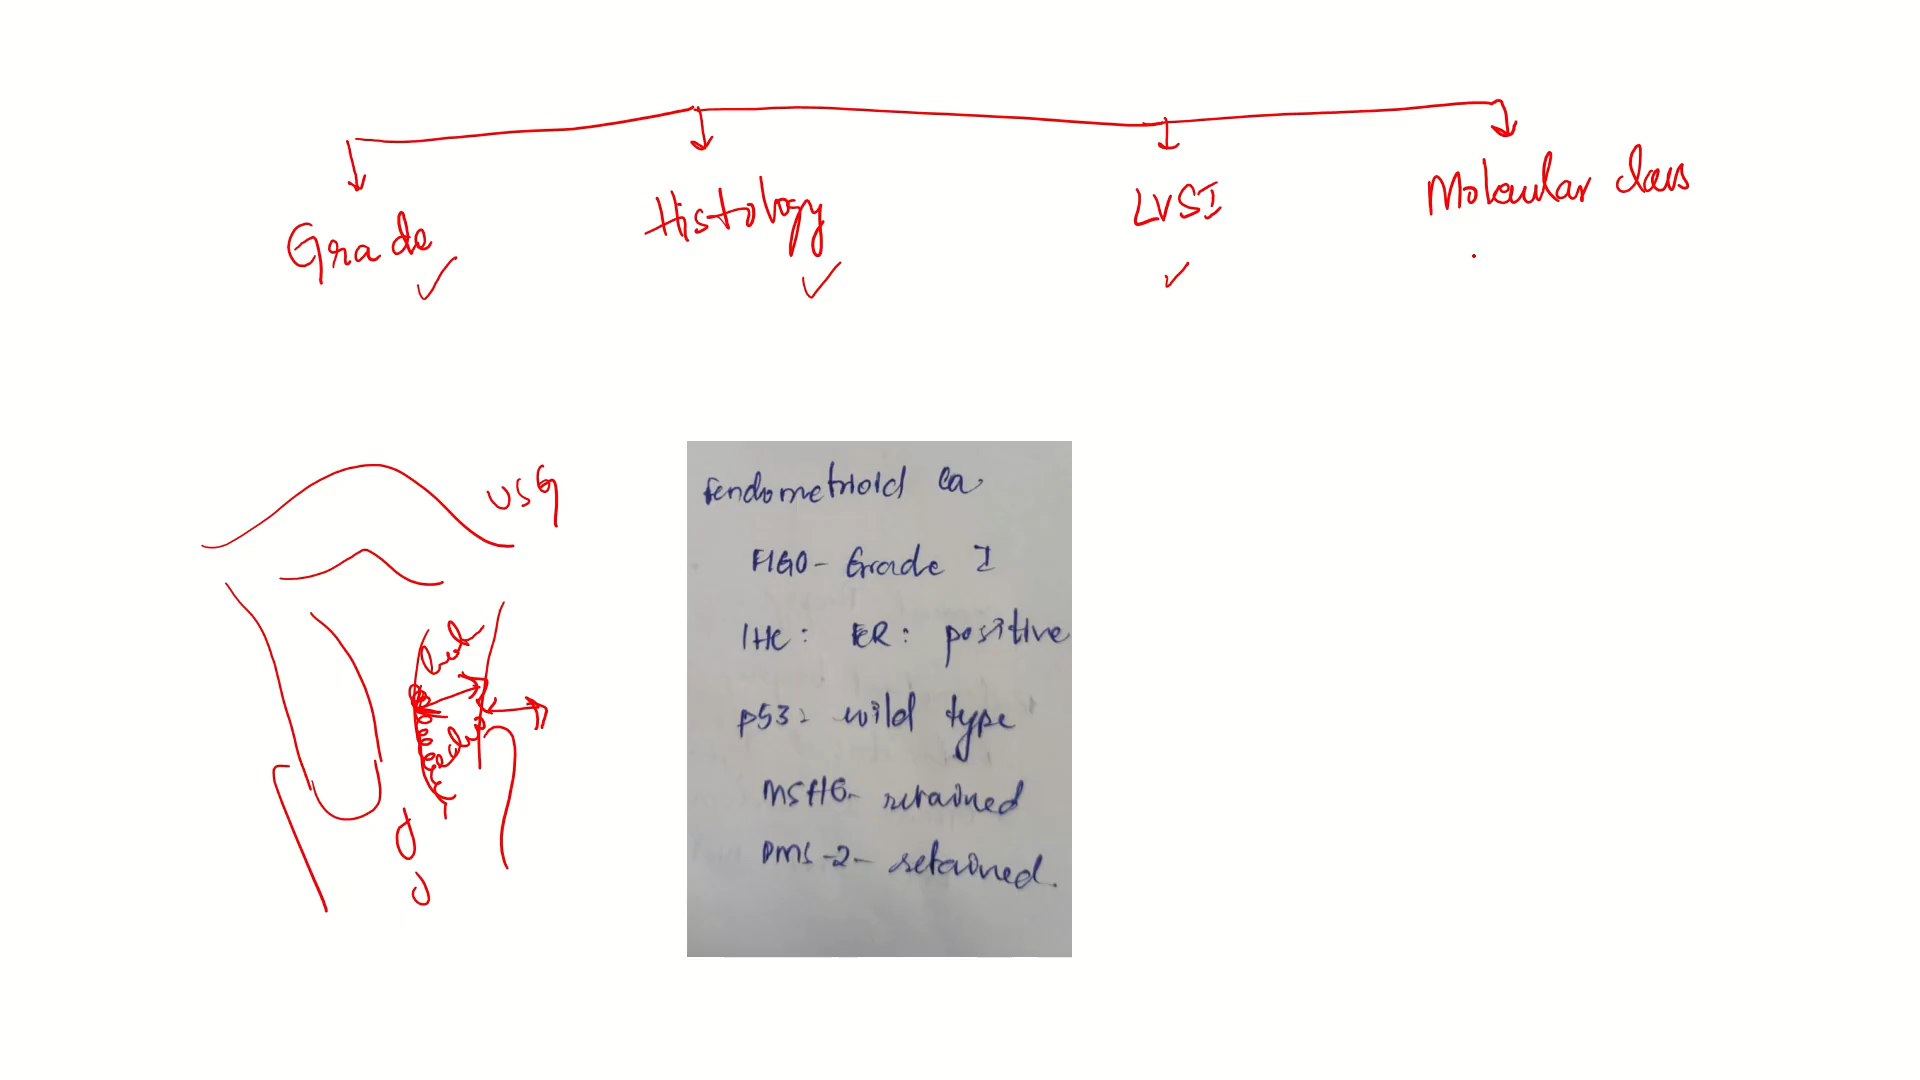 Grade
Histology
LVSI
Molecular class
USG
Endometrioid Ca
FIGO - Grade I
IHC: ER: positive
p53: wild type
MSH6- retained
PMS-2- retained.